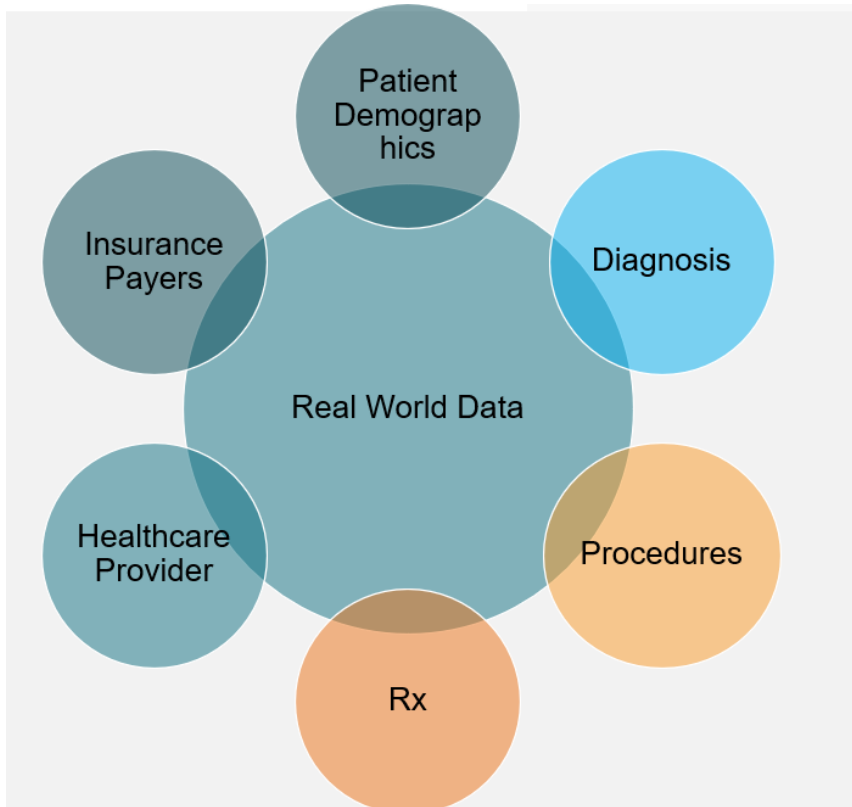 Patient
Demograp
hics
Insurance
Payers
Diagnosis
Real World Data
Healthcare
Provider
Procedures
Rx